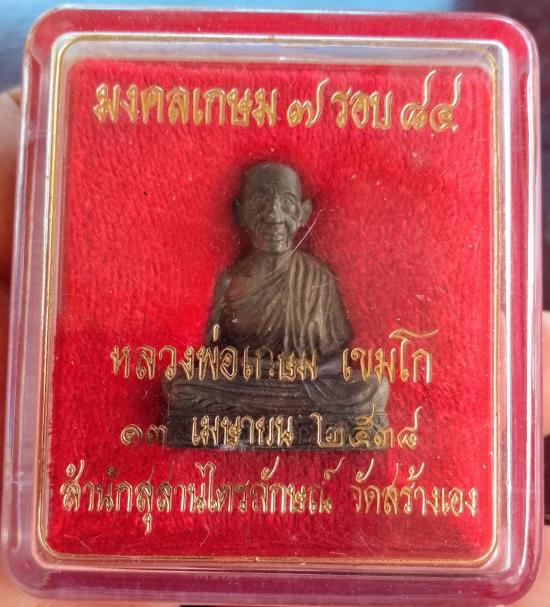 มงคลเกษม ๗ รอบ ๘๔
หลวงพ่อเกษม เขมโก
๑๓ เมษายน ๒๕๓๘
สำนักสุสานไตรลักษณ์ จัดสร้างเอง